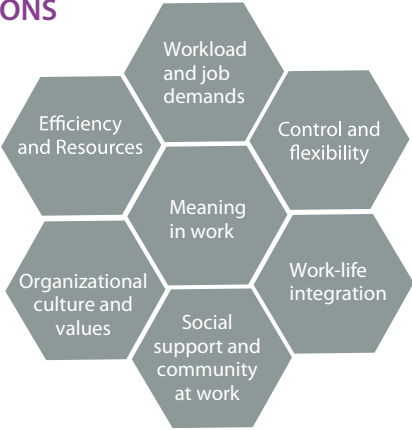 ONS
Workload
and job
demands
Efficiency
and Resources
Control and
flexibility
Meaning
in work
Organizational
culture and
values
Work-life
integration
Social
support and
community
at work